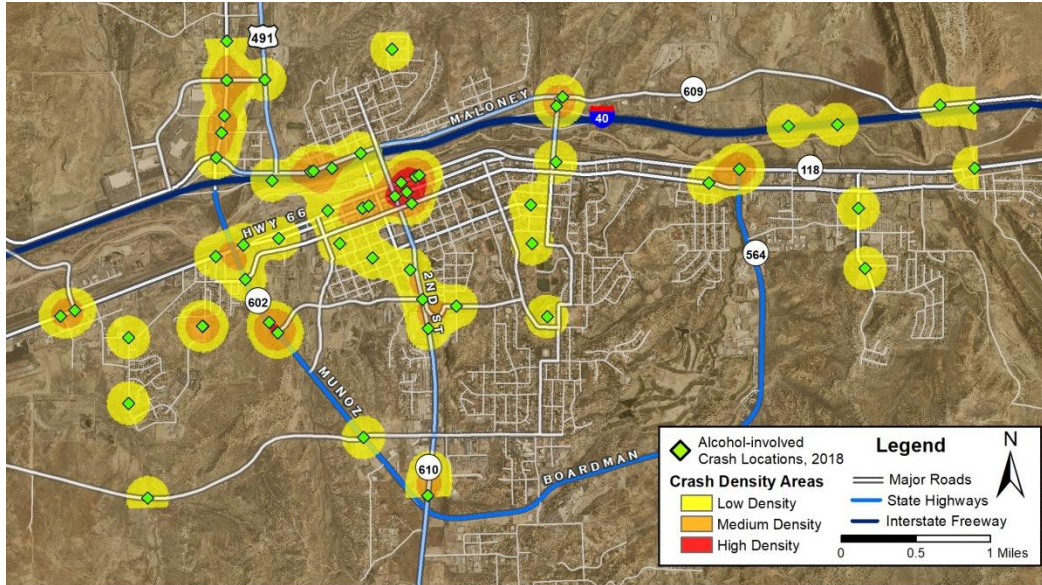 491
MALONEY
609
40
118
HWY 66
2ND ST
564
602
MUNOZ
610
BOARDMAN
Alcohol-involved
Crash Locations, 2018
Crash Density Areas
Low Density
Medium Density
High Density
Legend
Major Roads
State Highways
Interstate Freeway
N
0 0.5 1 Miles